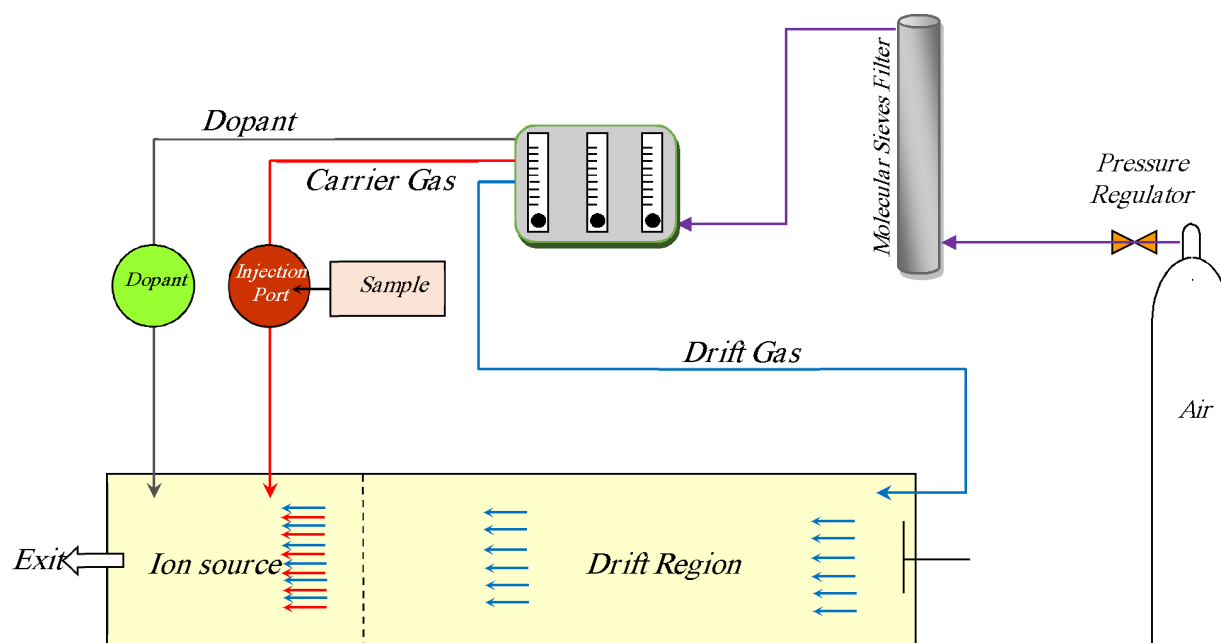 Dopant
Carrier Gas
Molecular Sieves Filter
Pressure
Regulator
Dopant
Injection
Port
Sample
Drift Gas
Air
Exit
Ion source
Drift Region